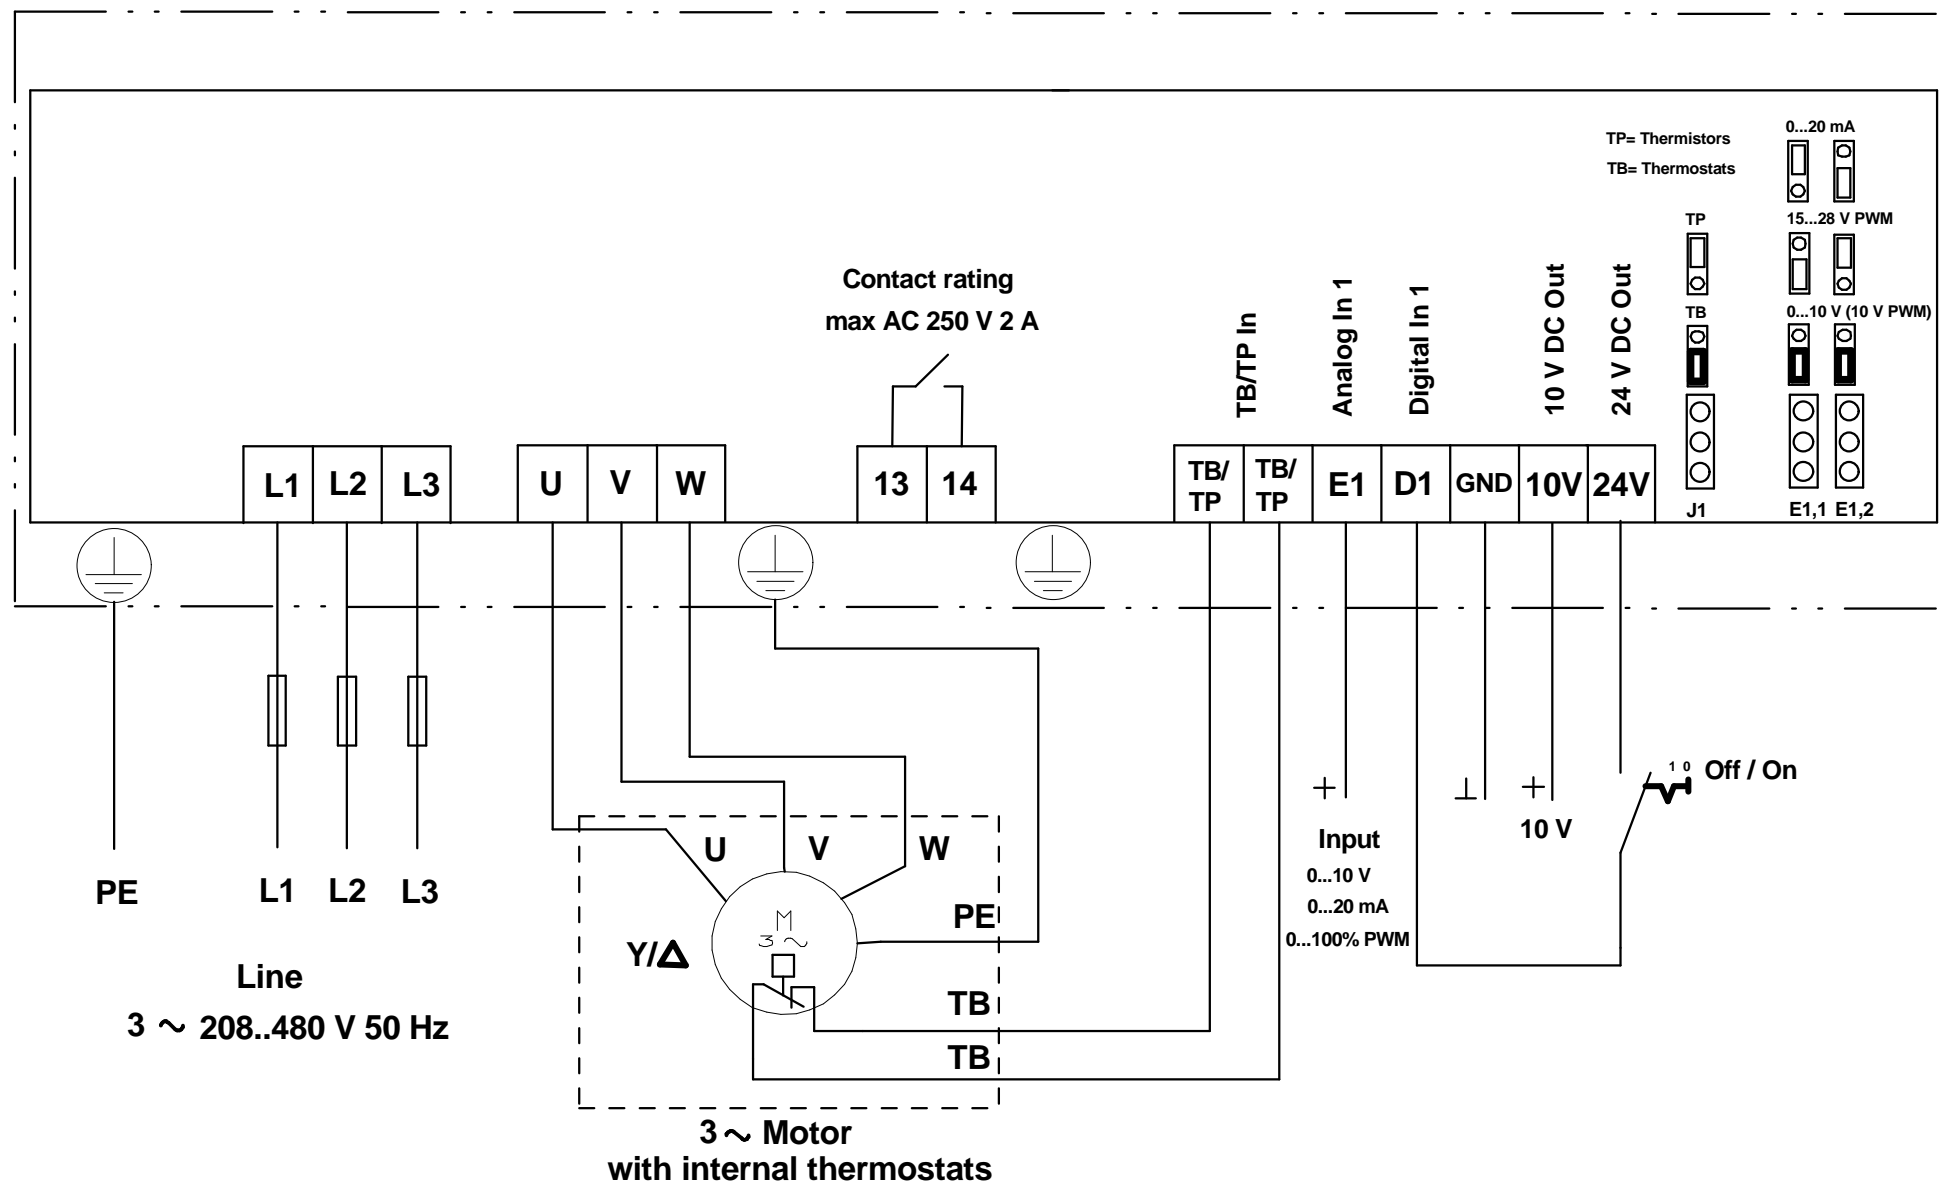 TP= Thermistors
TB= Thermostats
0...20 mA
TP
15...28 V PWM
TB
0...10 V (10 V PWM)
J1
E1,1 E1,2
Contact rating
max AC 250 V 2 A
TB/TP In
Analog In 1
Digital In 1
10 V DC Out
24 V DC Out
L1 L2 L3
U V W
13 14
TB/
TP
TB/
TP
E1 D1 GND 10V 24V
1 0 Off / On
10 V
Input
0...10 V
0...20 mA
0...100% PWM
PE L1 L2 L3
Line
3 ~ 208..480 V 50 Hz
U V W
M
3 ~
PE
Y/Δ
TB
TB
3 ~ Motor
with internal thermostats